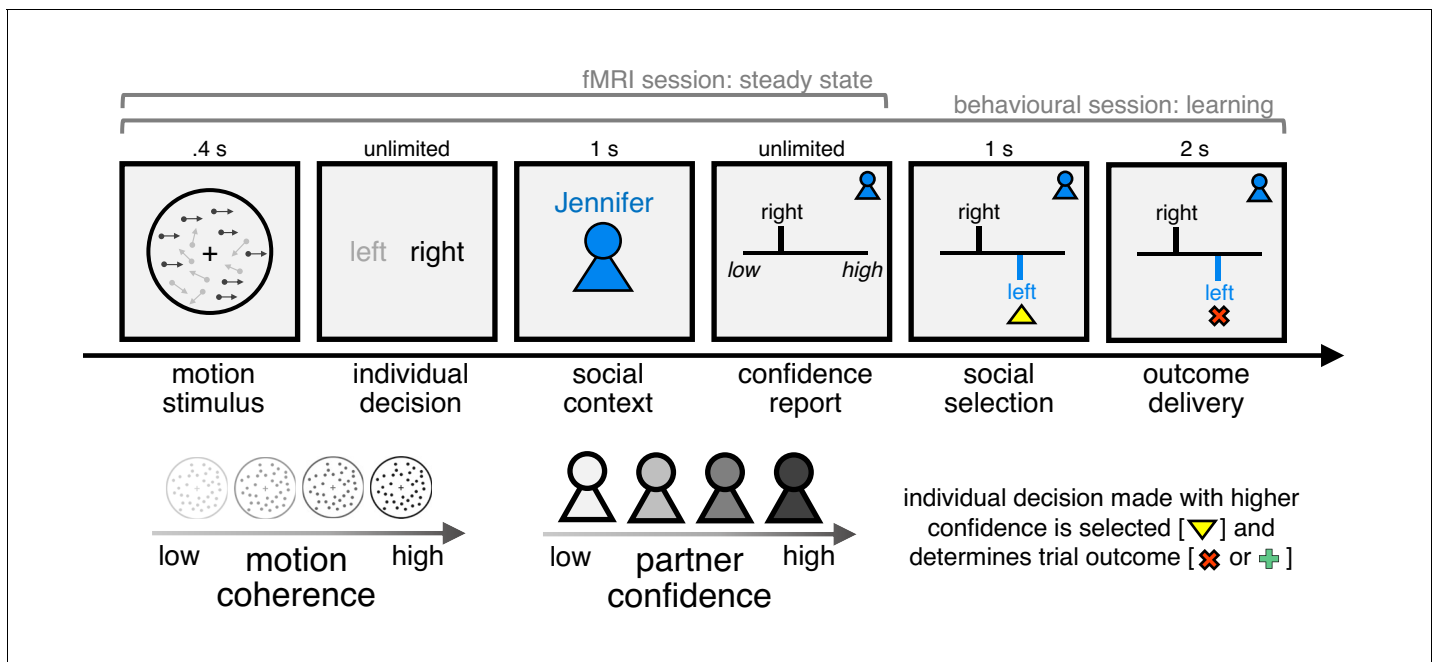 fMRI session: steady state
behavioural session: learning
.4 s
unlimited
1 s
unlimited
1 s
2 s
left right
Jennifer
right
low high
right
left
right
left
motion
stimulus
individual
decision
social
context
confidence
report
social
selection
outcome
delivery
low motion high
coherence
low partner high
confidence
individual decision made with higher
confidence is selected [ ] and
determines trial outcome [ or ]